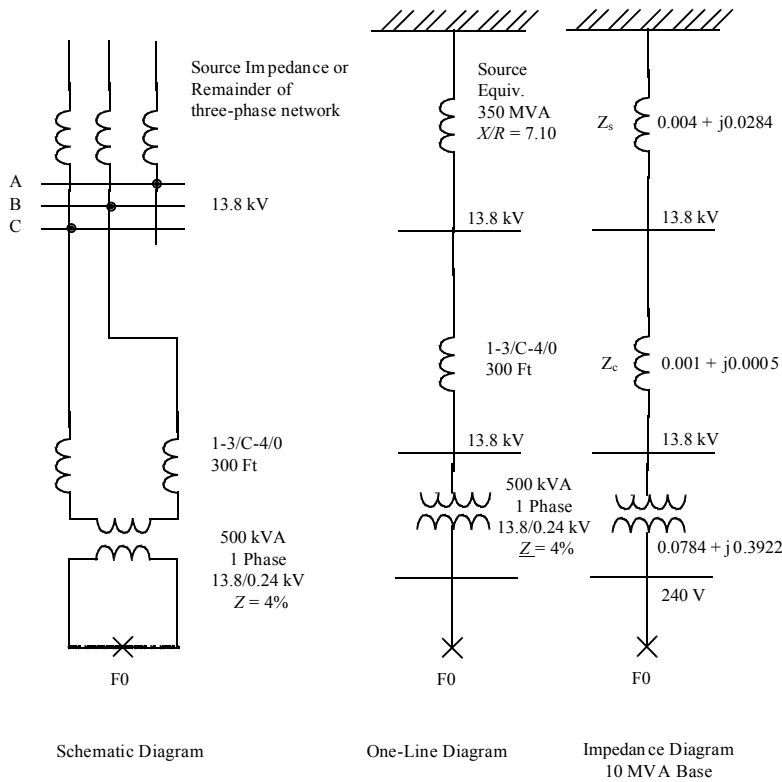 Source Impedance or
Remainder of
three-phase network
A
B
C
13.8 kV
1-3/C-4/0
300 Ft
500 kVA
1 Phase
13.8/0.24 kV
Z = 4%
F0
Schematic Diagram
Source
Equiv.
350 MVA
X/R = 7.10
13.8 kV
1-3/C-4/0
300 Ft
13.8 kV
500 kVA
1 Phase
13.8/0.24 kV
Z = 4%
F0
One-Line Diagram
Zs 0.004 + j0.0284
13.8 kV
Zc 0.001 + j0.0005
13.8 kV
0.0784 + j0.3922
240 V
F0
Impedance Diagram
10 MVA Base